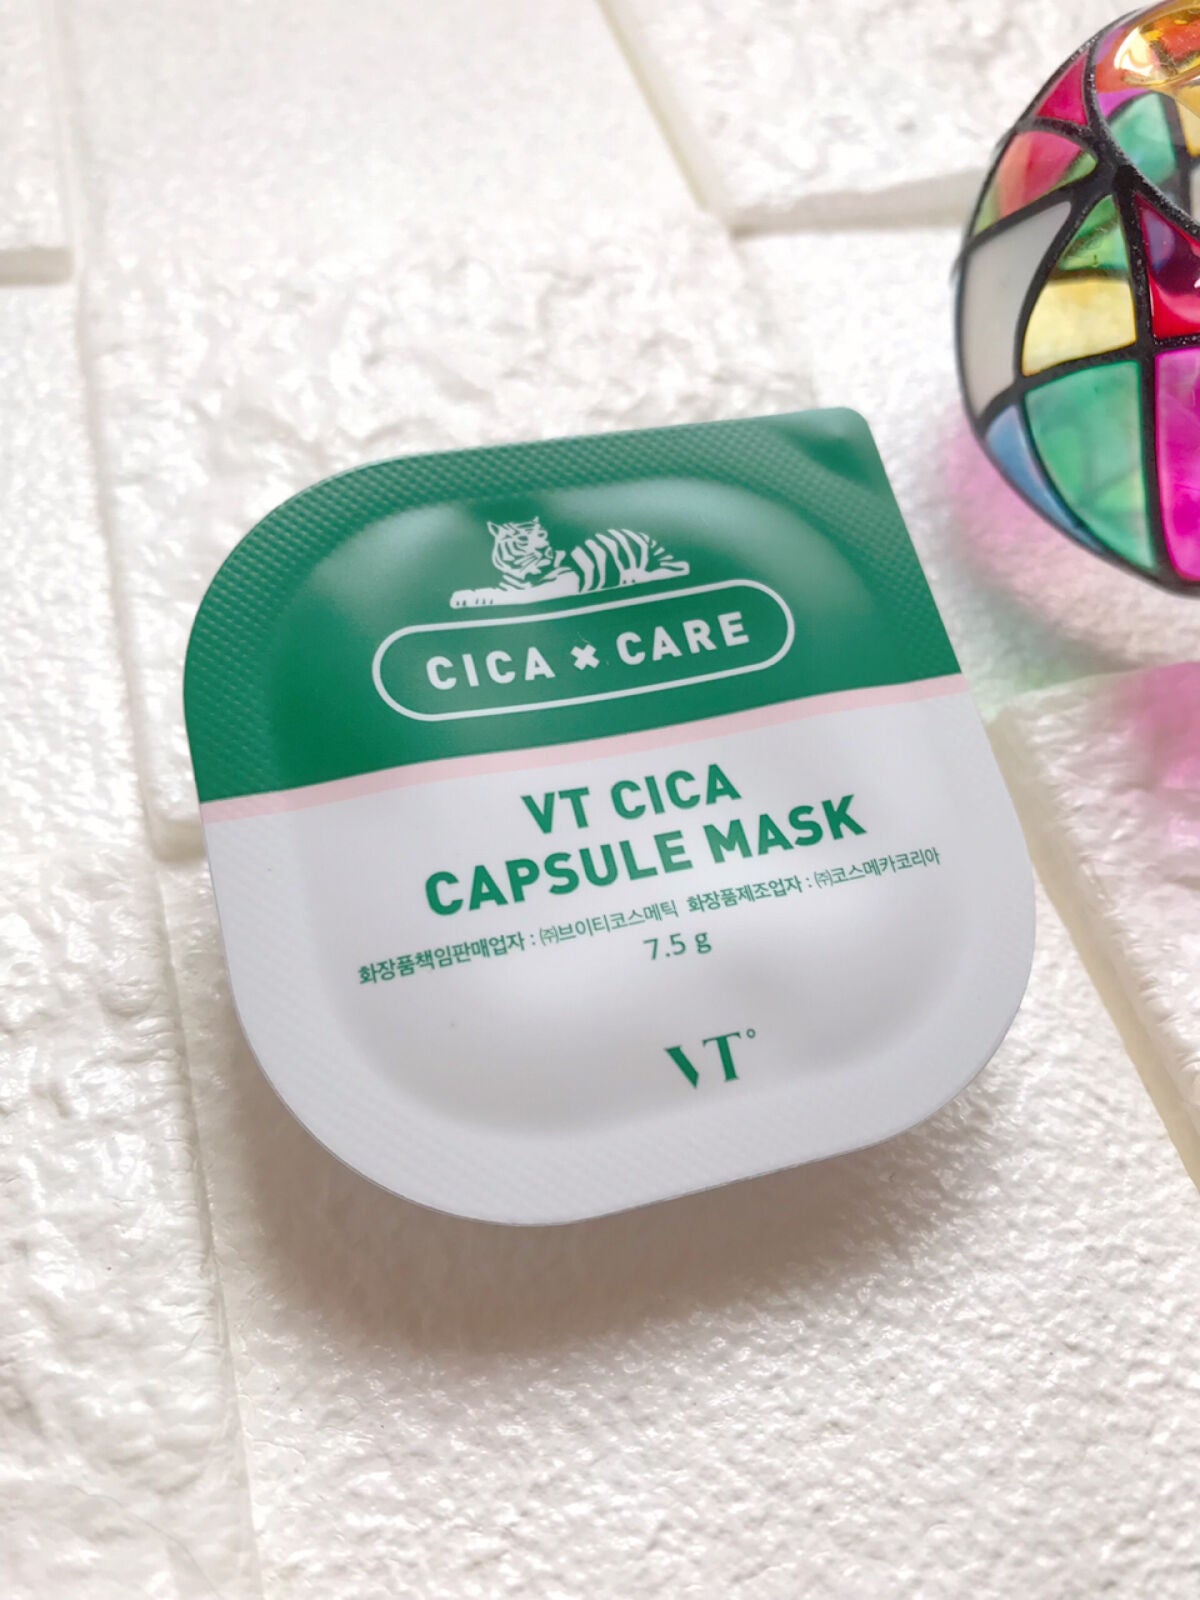 CICA × CARE
VT CICA
CAPSULE MASK
화장품책임판매업자 : ㈜브이티코스메틱 화장품제조업자 : ㈜코스메카코리아
7.5 g
VT°